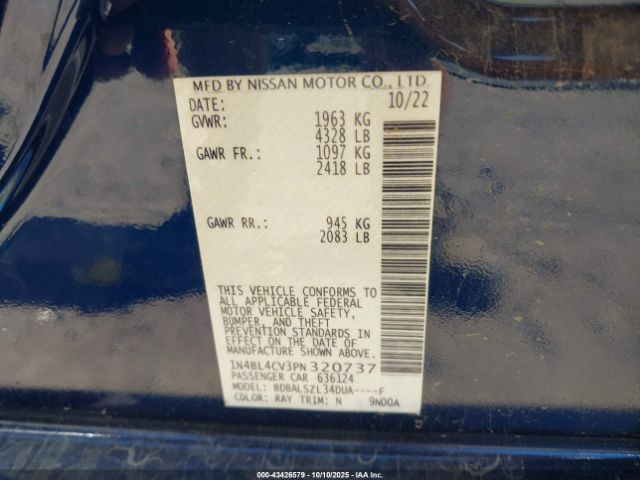 MFD BY NISSAN MOTOR CO., LTD.
DATE: 10/22
GVWR: 1963 KG
4328 LB
GAWR FR.: 1097 KG
2418 LB
GAWR RR.: 945 KG
2083 LB
THIS VEHICLE CONFORMS TO
ALL APPLICABLE FEDERAL
MOTOR VEHICLE SAFETY,
BUMPER, AND THEFT
PREVENTION STANDARDS IN
EFFECT ON THE DATE OF
MANUFACTURE SHOWN ABOVE.
1N4BL4CV3PN320737
PASSENGER CAR 636124
MODEL: BDBALSZL34DUA----F
COLOR: RAY TRIM: N 9N00A
000-43426579 - 10/10/2025 - IAA Inc.